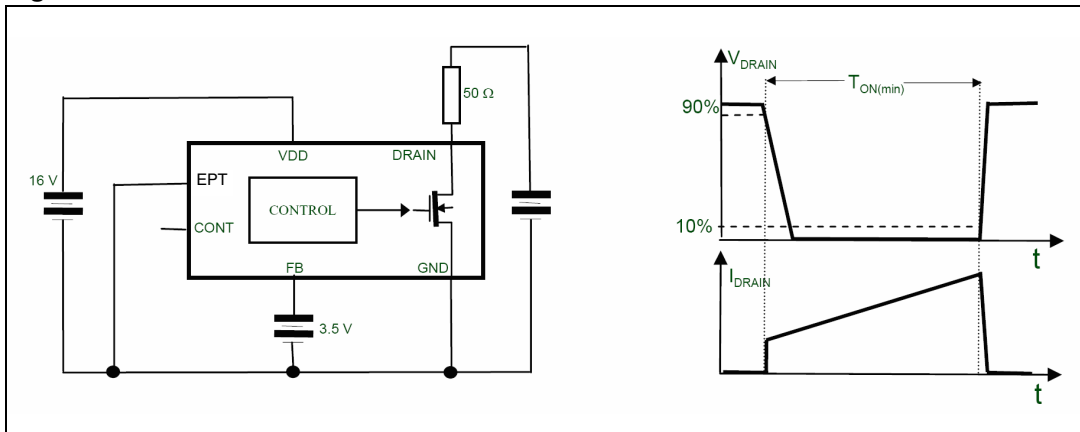 50 Ω
VDD
DRAIN
16 V
EPT
CONTROL
CONT
FB
GND
3.5 V
VDRAIN
TON(min)
90%
10%
t
IDRAIN
t